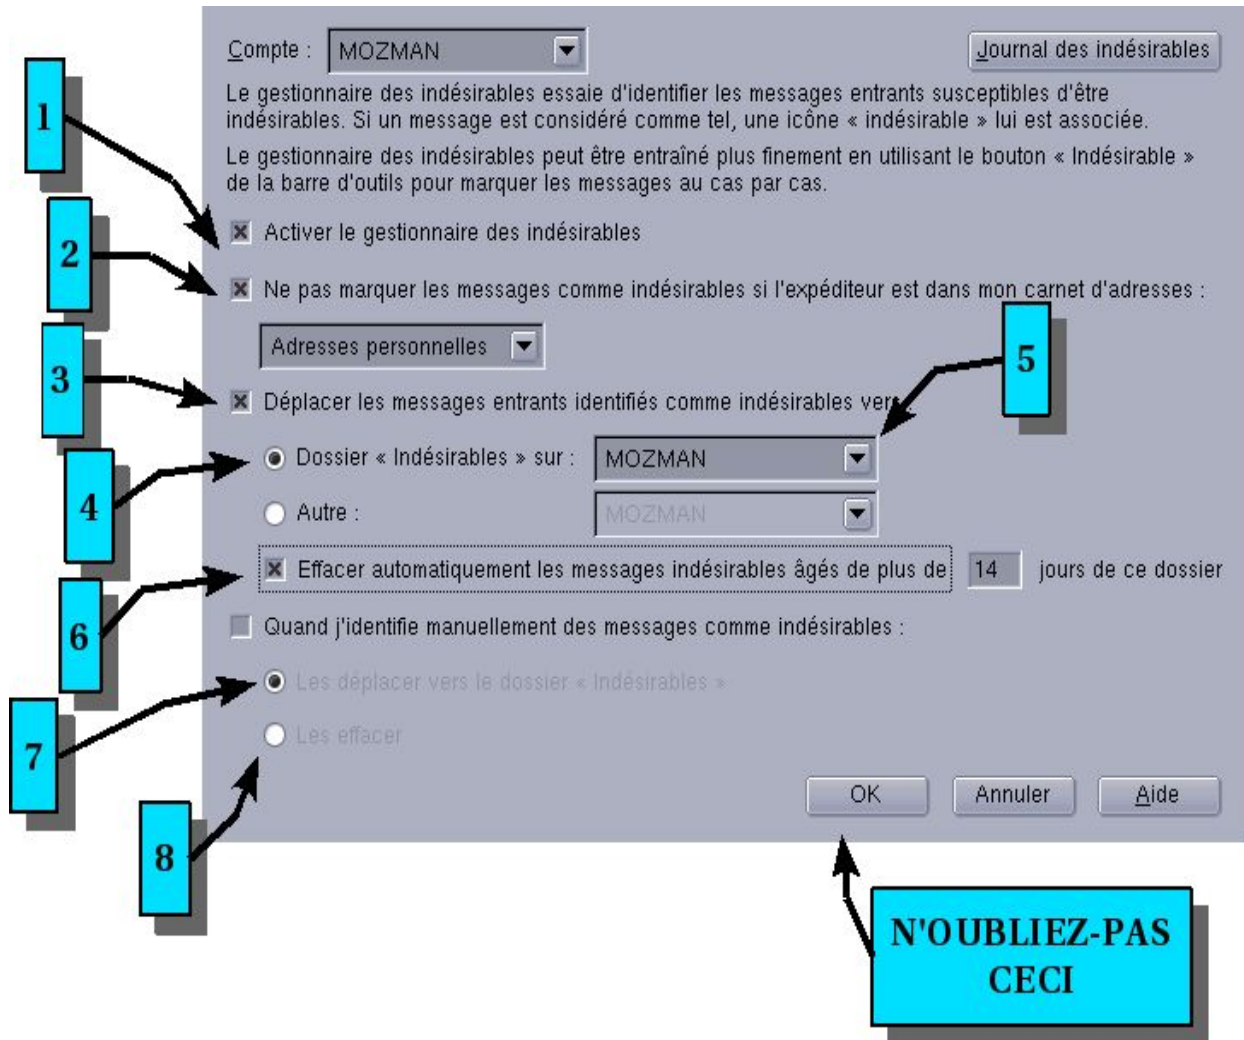 Compte : MOZMAN Journal des indésirables
Le gestionnaire des indésirables essaie d'identifier les messages entrants susceptibles d'être
indésirables. Si un message est considéré comme tel, une icône « indésirable » lui est associée.
Le gestionnaire des indésirables peut être entraîné plus finement en utilisant le bouton « Indésirable »
de la barre d'outils pour marquer les messages au cas par cas.
1
Activer le gestionnaire des indésirables
2
Ne pas marquer les messages comme indésirables si l'expéditeur est dans mon carnet d'adresses :
Adresses personnelles
3
5
Déplacer les messages entrants identifiés comme indésirables vers
4
Dossier « Indésirables » sur : MOZMAN
Autre : MOZMAN
6
Effacer automatiquement les messages indésirables âgés de plus de 14 jours de ce dossier
Quand j'identifie manuellement des messages comme indésirables :
7
Les déplacer vers le dossier « Indésirables »
8
Les effacer
OK Annuler Aide
N'OUBLIEZ-PAS
CECI